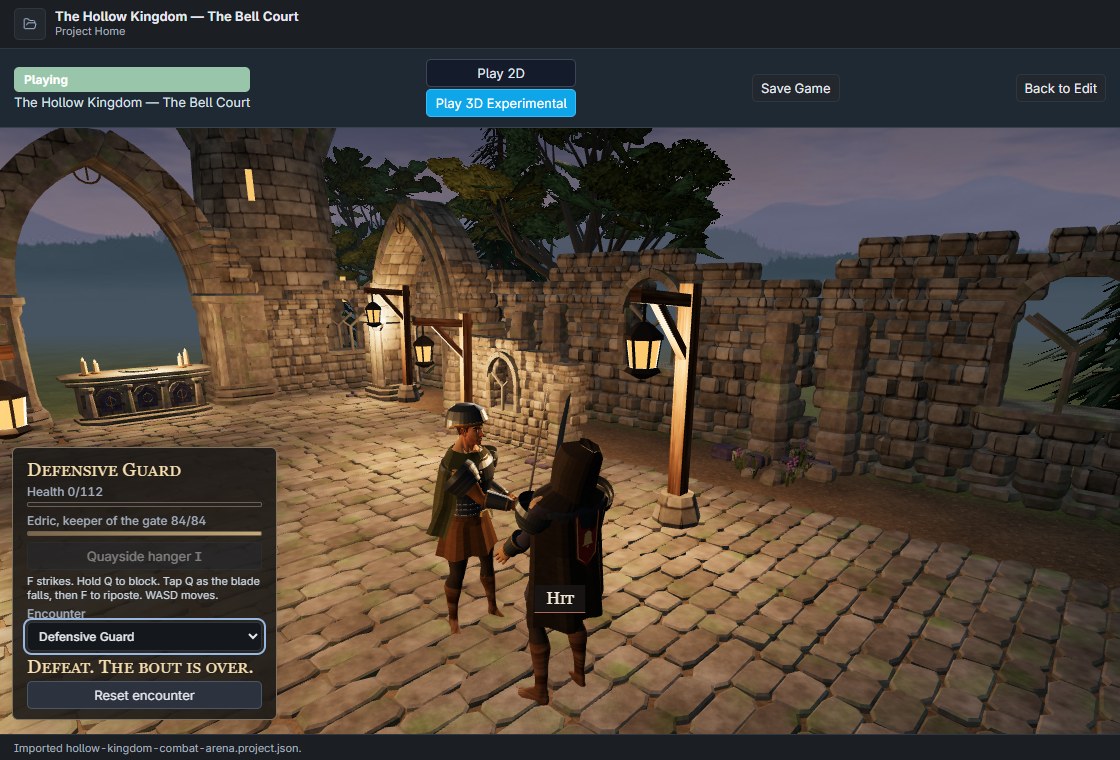 The Hollow Kingdom — The Bell Court
Project Home
Playing
The Hollow Kingdom — The Bell Court
Play 2D
Play 3D Experimental
Save Game
Back to Edit
Defensive Guard
Health 0/112
Edric, keeper of the gate 84/84
Quayside hanger I
F strikes. Hold Q to block. Tap Q as the blade
falls, then F to riposte. WASD moves.
Encounter
Defensive Guard
Defeat. The bout is over.
Reset encounter
Hit
Imported hollow-kingdom-combat-arena.project.json.